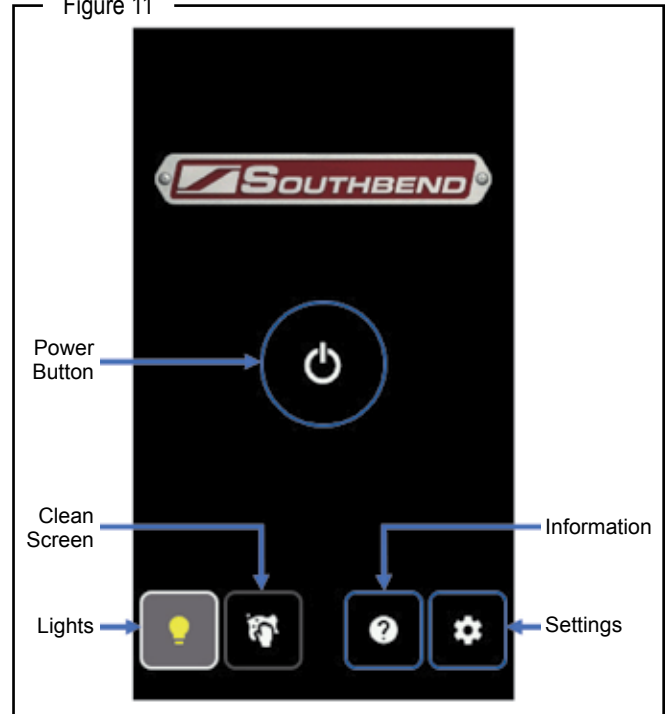 Figure 11
SOUTHBEND
Power
Button
Clean
Screen
Information
Lights
Settings